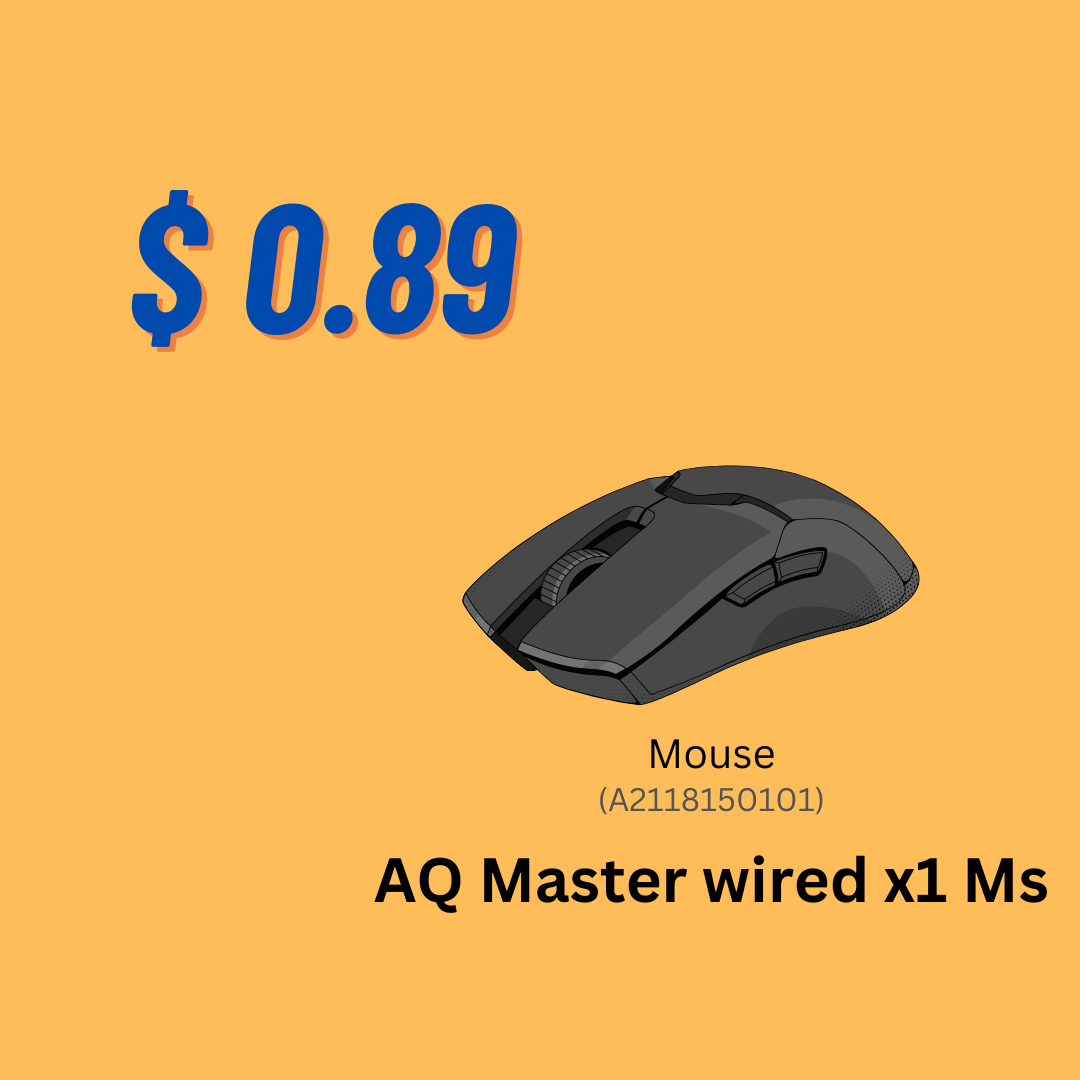 $ 0.89
Mouse
(A2118150101)
AQ Master wired x1 Ms